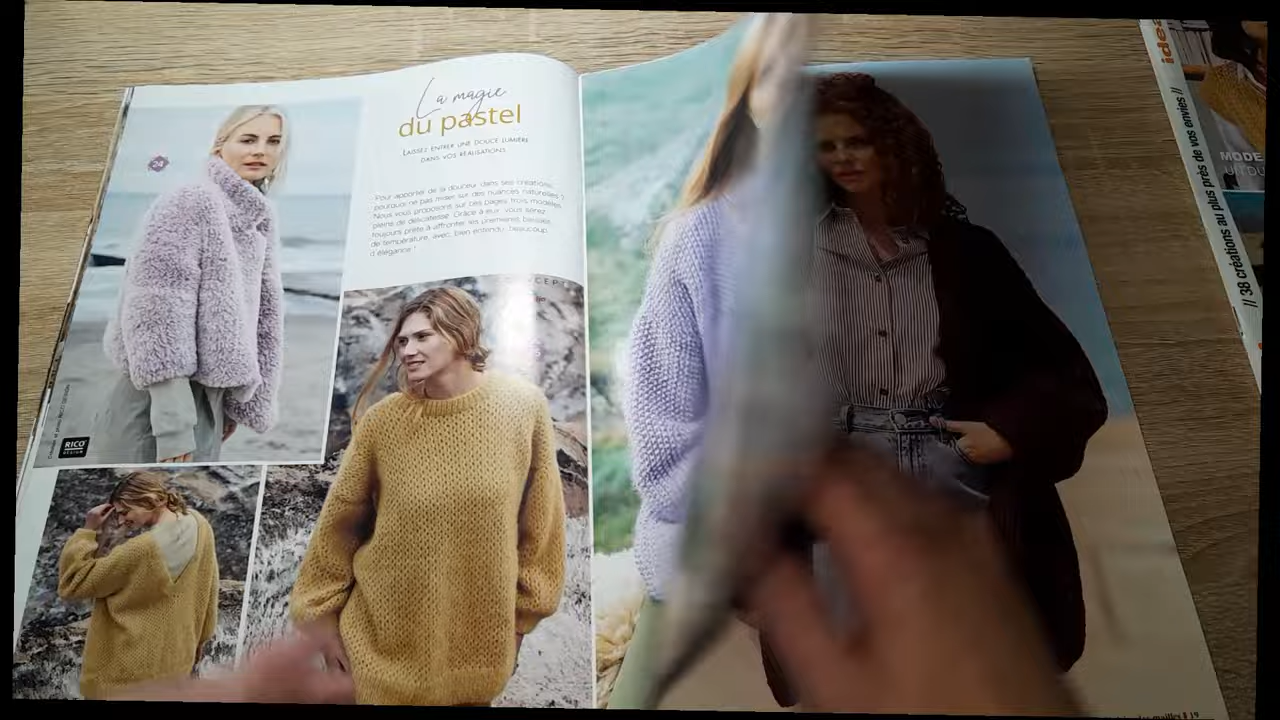 24
La magie
du pastel
LAISSEZ ENTRER UNE DOUCE LUMIÈRE
DANS VOS RÉALISATIONS
Pour apporter de la douceur dans ses créations,
pourquoi ne pas miser sur des nuances naturelles ?
Nous vous proposons sur ces pages trois modèles
pleins de délicatesse. Grâce à eux, vous serez
toujours prête à affronter les premières baisses
de température, avec, bien entendu, beaucoup
d'élégance !
RICO
DESIGN
idéa
// 38 créations au plus près de vos envies //
MODE
19